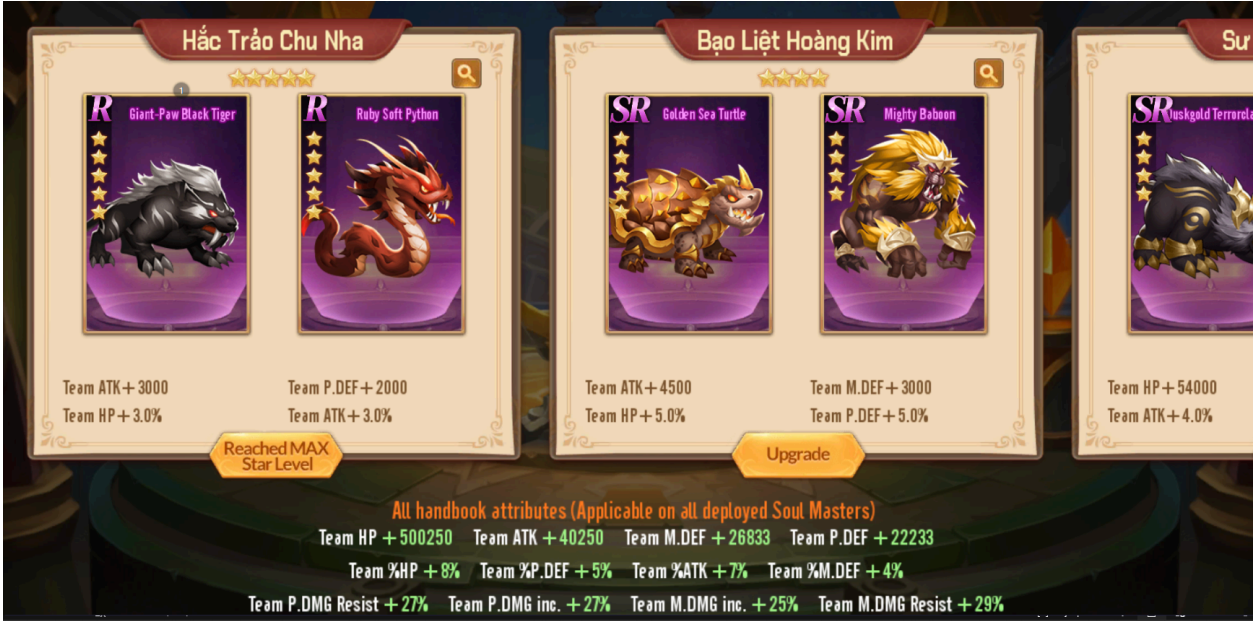 Hắc Trảo Chu Nha
1
R Giant-Paw Black Tiger
R Ruby Soft Python
Team ATK+3000 Team P.DEF+2000
Team HP+3.0% Team ATK+3.0%
Reached MAX
Star Level
Bạo Liệt Hoàng Kim
SR Golden Sea Turtle
SR Mighty Baboon
Team ATK+4500 Team M.DEF+3000
Team HP+5.0% Team P.DEF+5.0%
Upgrade
Sư
SR
Team HP+54000
Team ATK+4.0%
All handbook attributes (Applicable on all deployed Soul Masters)
Team HP +500250 Team ATK +40250 Team M.DEF +26833 Team P.DEF +22233
Team %HP +8% Team %P.DEF +5% Team %ATK +7% Team %M.DEF +4%
Team P.DMG Resist +27% Team P.DMG inc. +27% Team M.DMG inc. +25% Team M.DMG Resist +29%